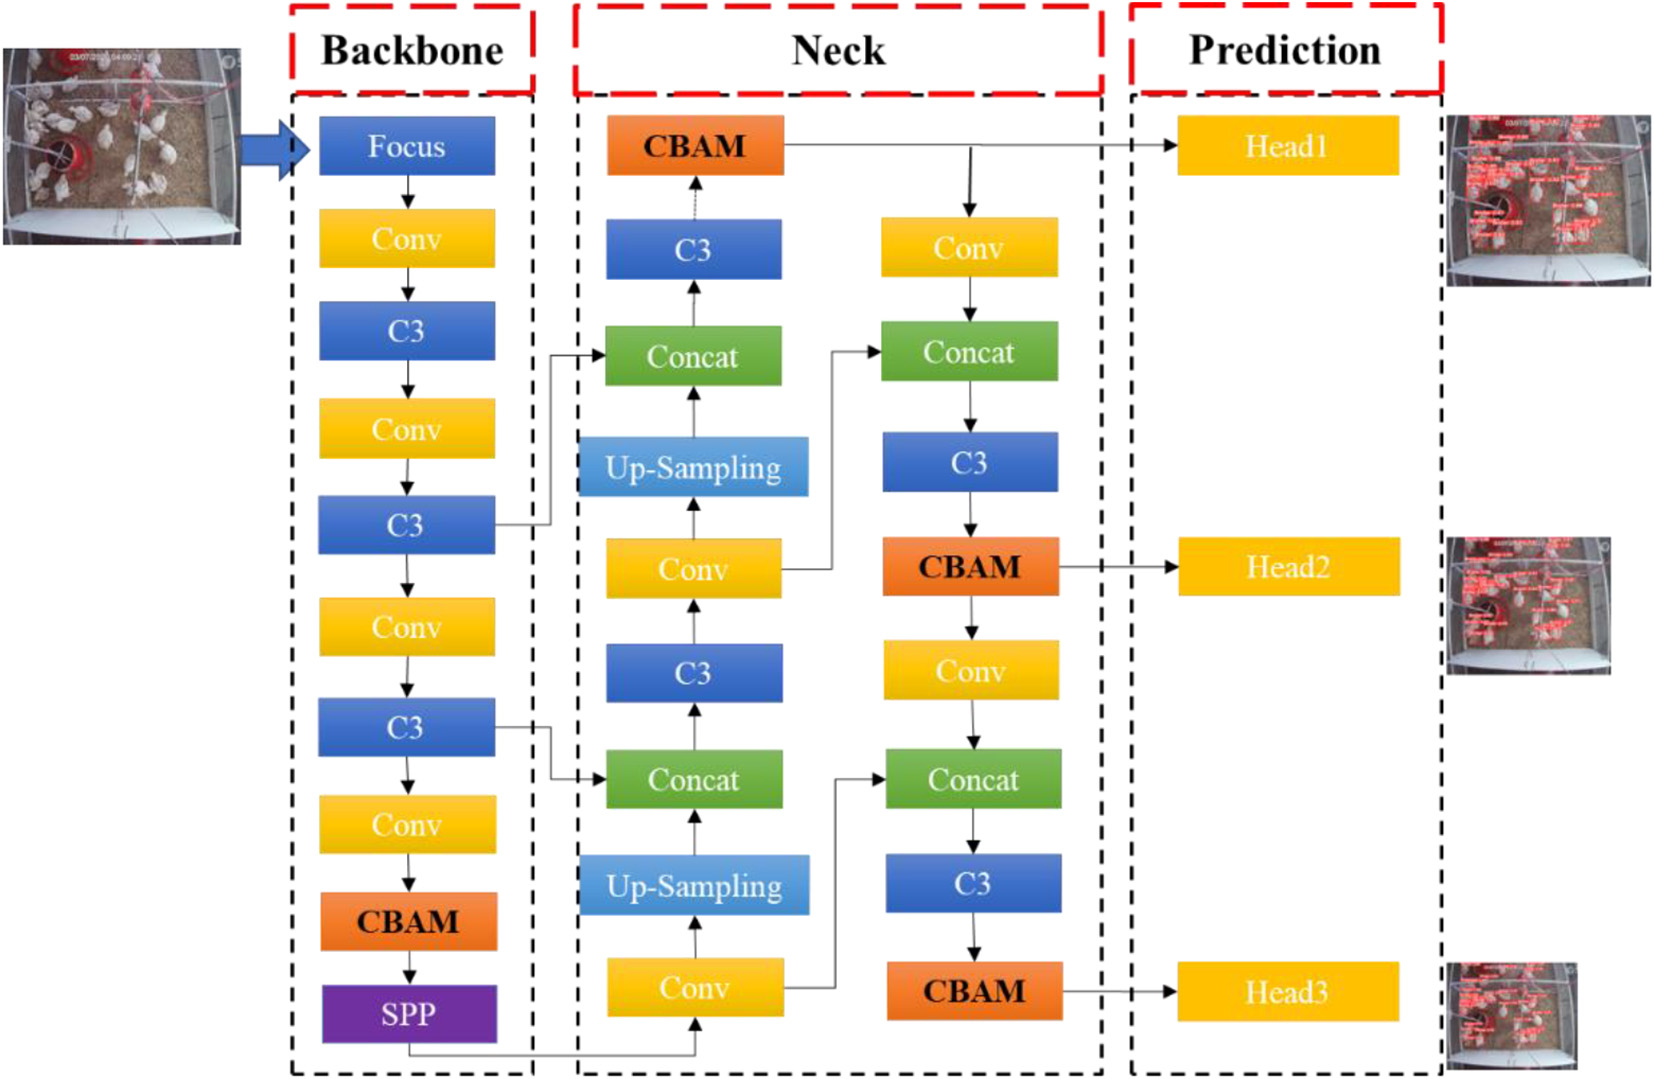 Backbone
Neck
Prediction
Focus
Conv
C3
Conv
C3
Conv
C3
Conv
CBAM
SPP
CBAM
C3
Concat
Up-Sampling
Conv
C3
Concat
Up-Sampling
Conv
Conv
Concat
C3
CBAM
Conv
Concat
C3
CBAM
Head1
Head2
Head3